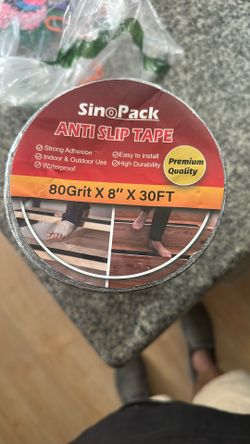 SinoPack
ANTI SLIP TAPE
Strong Adhesion
Indoor & Outdoor Use
Waterproof
Easy to install
High Durability
Premium
Quality
80Grit X 8" X 30FT